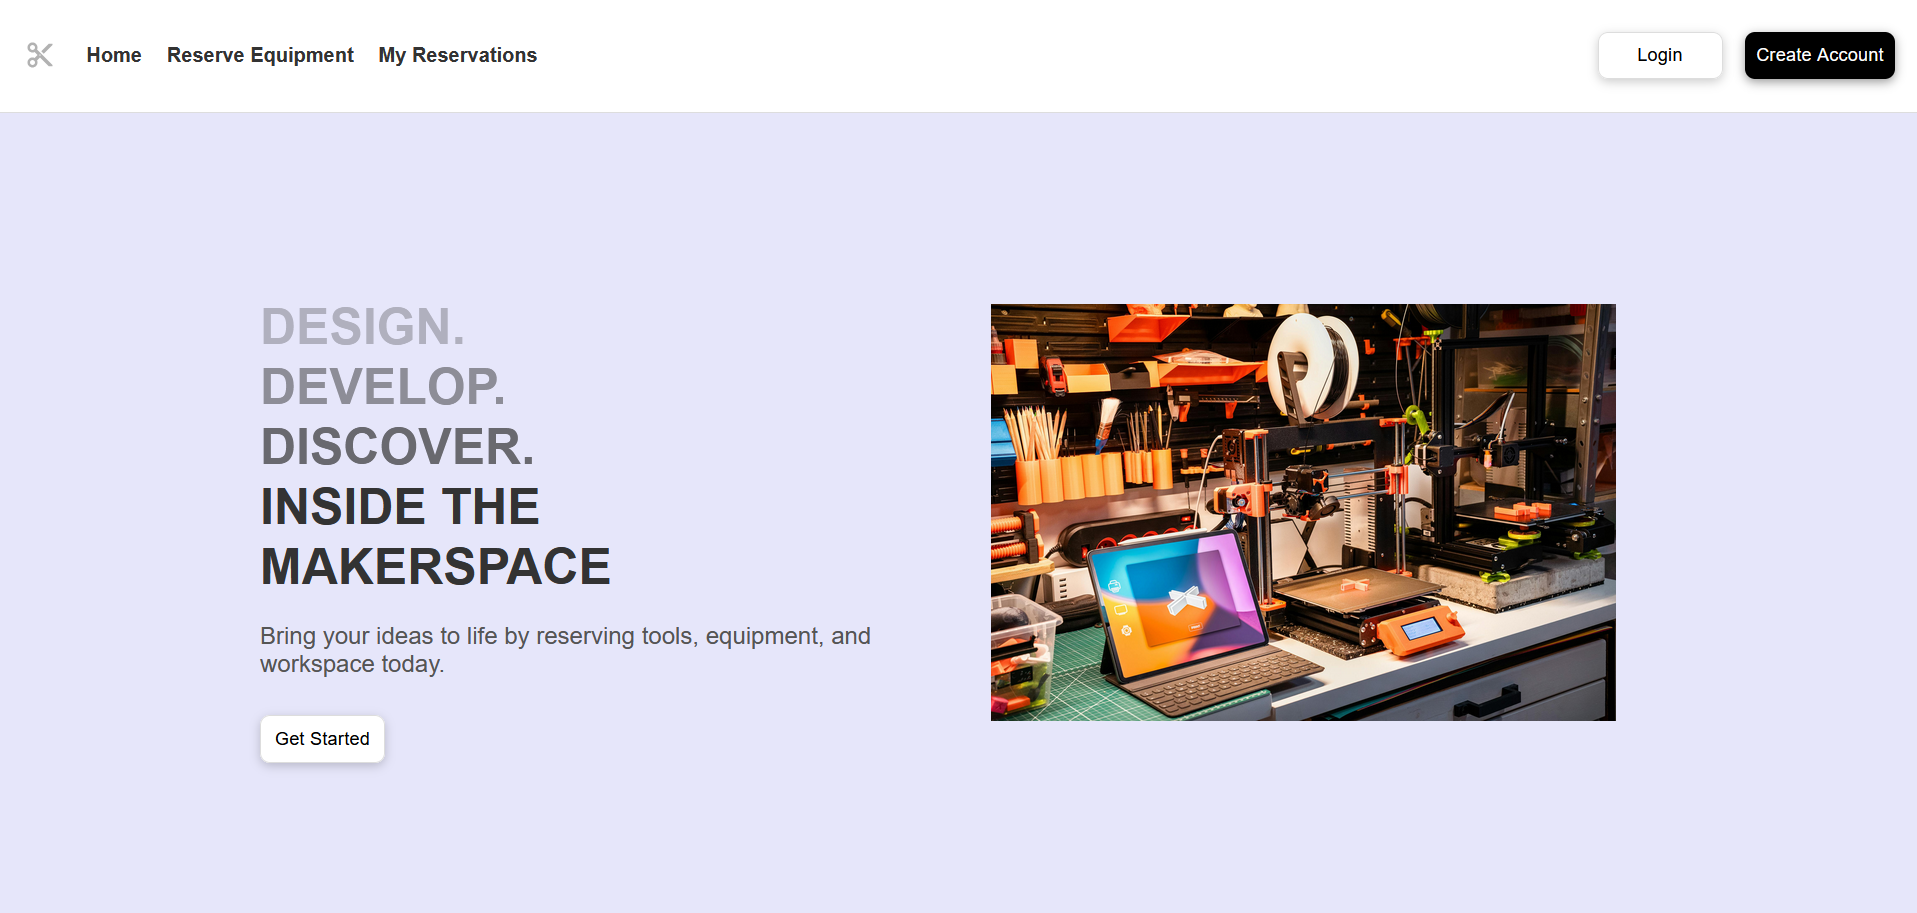 Home Reserve Equipment My Reservations Login Create Account
DESIGN.
DEVELOP.
DISCOVER.
INSIDE THE
MAKERSPACE
Bring your ideas to life by reserving tools, equipment, and
workspace today.
Get Started